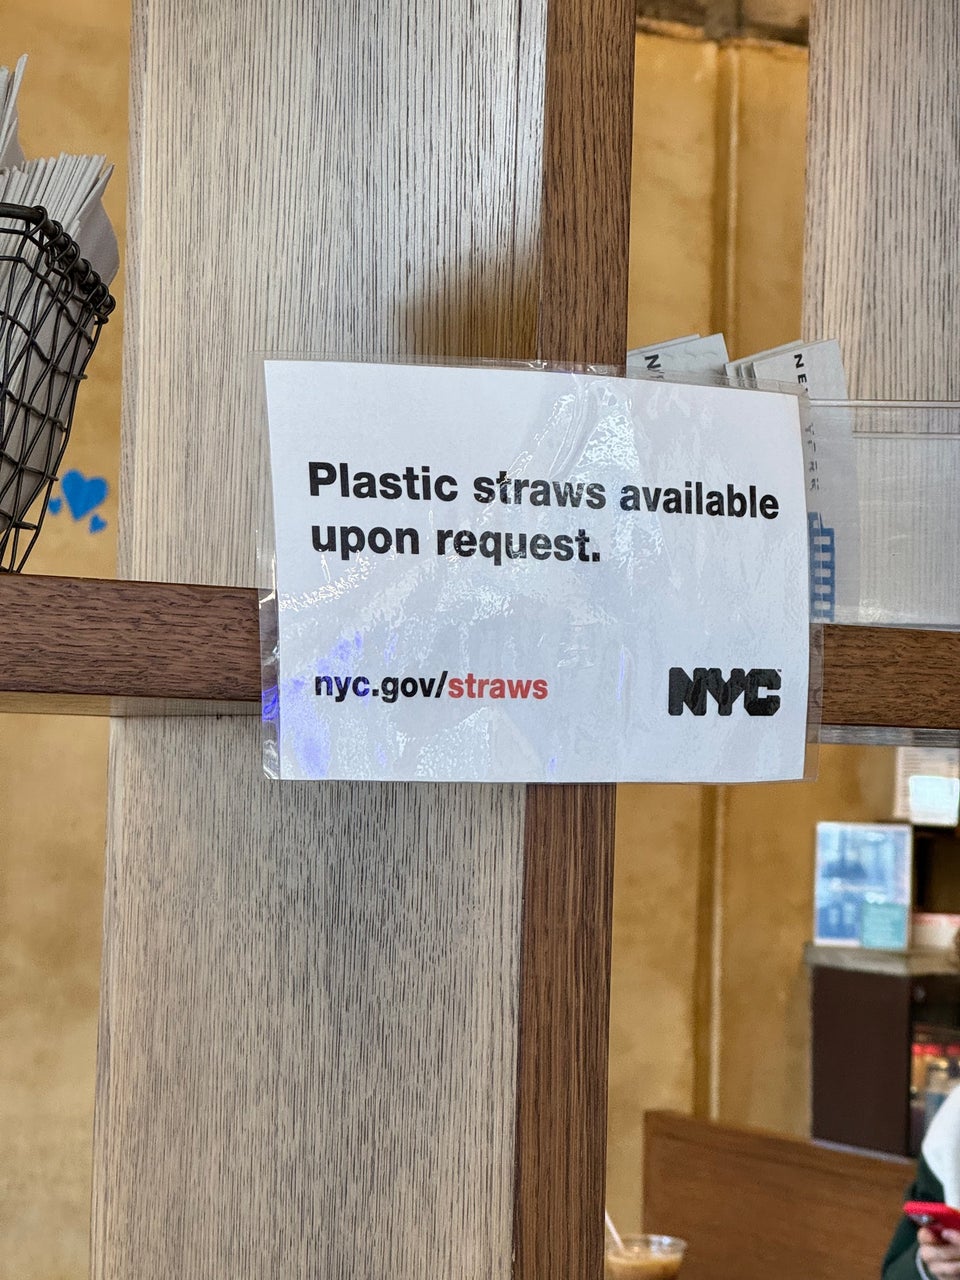 Plastic straws available
upon request.
nyc.gov/straws
NYC